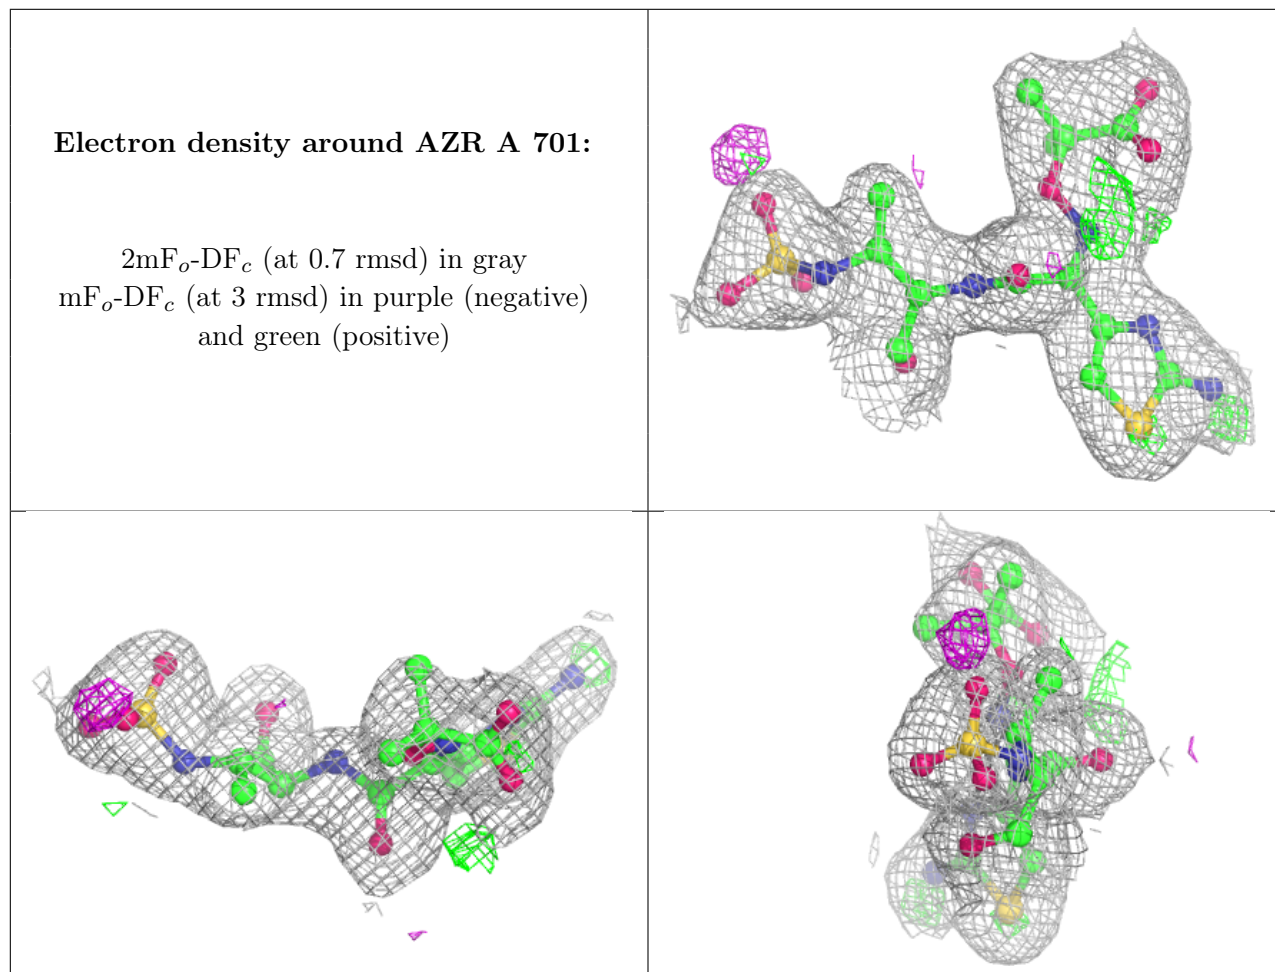 Electron density around AZR A 701:
2mFo-DFc (at 0.7 rmsd) in gray
mFo-DFc (at 3 rmsd) in purple (negative)
and green (positive)